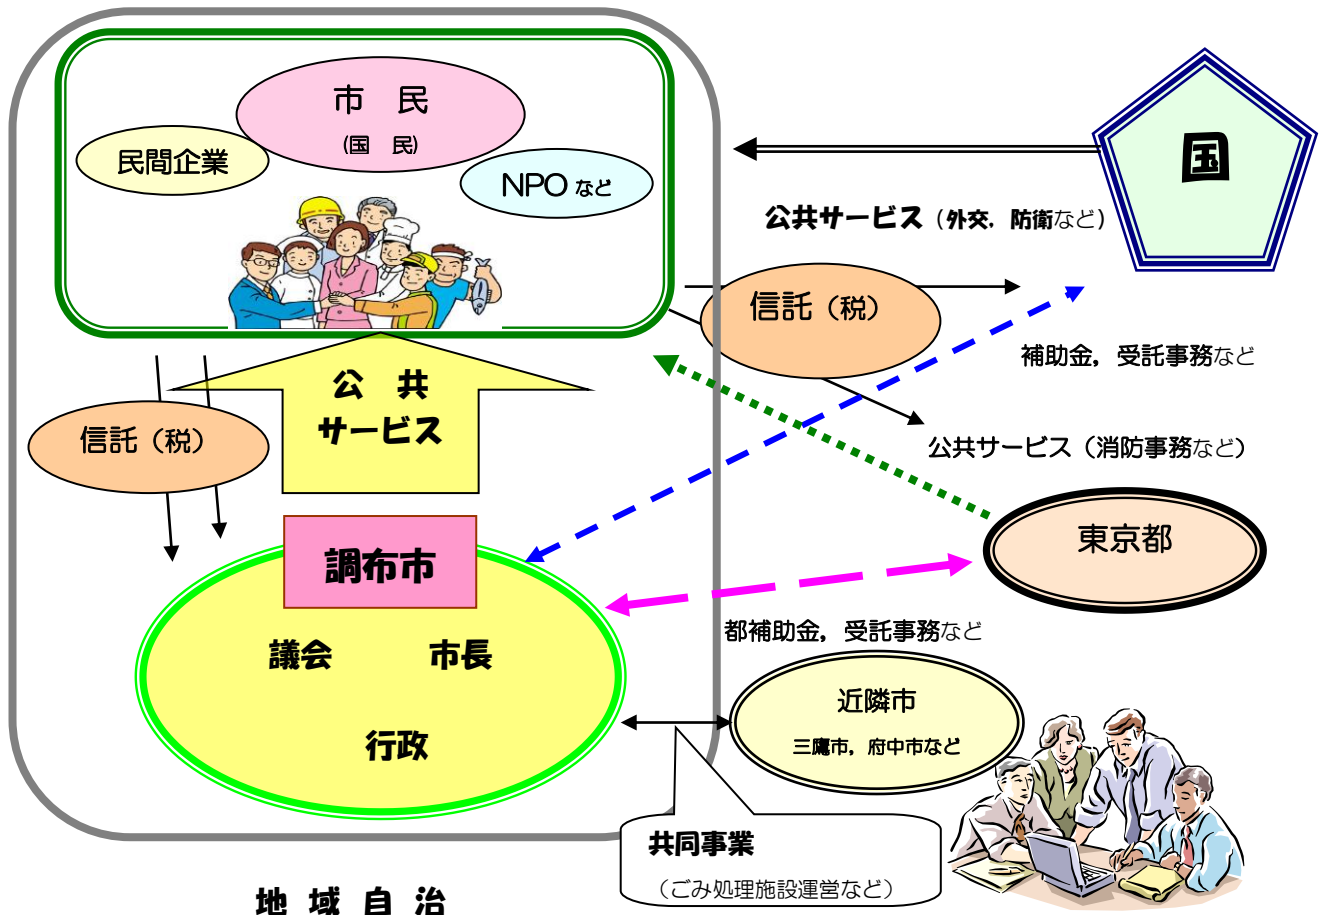 市　民
(国　民)
民間企業
NPO など
国
公共サービス（外交，防衛など）
信託（税）
補助金，受託事務など
公　共
サービス
信託（税）
公共サービス（消防事務など）
東京都
調布市
議会　市長
行政
都補助金，受託事務など
近隣市
三鷹市，府中市など
共同事業
（ごみ処理施設運営など）
地 域 自 治